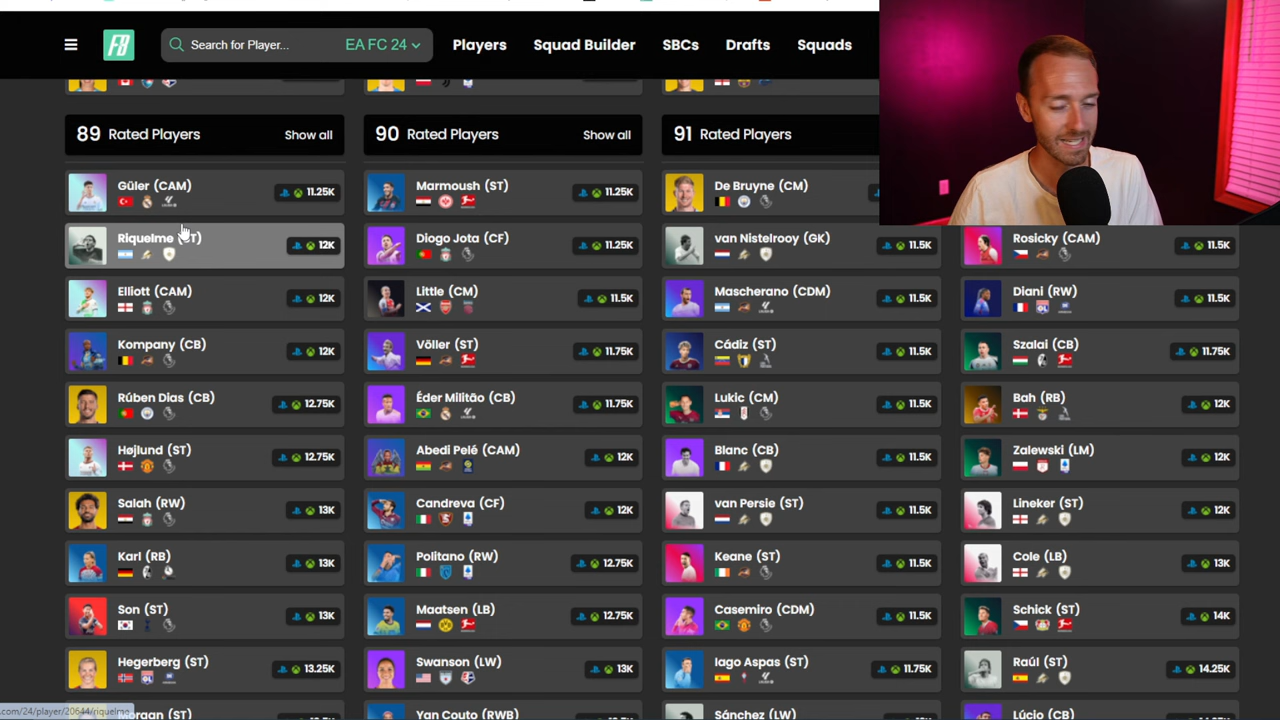 Search for Player... EA FC 24 Players Squad Builder SBCs Drafts Squads
89 Rated Players Show all
Güler (CAM) 11.25K
Riquelme
12K
Elliott (CAM) 12K
Kompany (CB) 12K
Rúben Dias (CB) 12.75K
Højlund (ST) 12.75K
Salah (RW) 13K
Karl (RB) 13K
Son (ST) 13K
Hegerberg (ST) 13.25K
90 Rated Players Show all
Marmoush (ST) 11.25K
Diogo Jota (CF) 11.25K
Little (CM) 11.5K
Völler (ST) 11.75K
Éder Militão (CB) 11.75K
Abedi Pelé (CAM) 12K
Candreva (CF) 12K
Politano (RW) 12.75K
Maatsen (LB) 12.75K
Swanson (LW) 13K
Yan Couto (RWB)
91 Rated Players
De Bruyne (CM)
van Nistelrooy (GK) 11.5K
Mascherano (CDM) 11.5K
Cádiz (ST) 11.5K
Lukic (CM) 11.5K
Blanc (CB) 11.5K
van Persie (ST) 11.5K
Keane (ST) 11.5K
Casemiro (CDM) 11.5K
Iago Aspas (ST) 11.75K
Sánchez (LW)
Rosicky (CAM) 11.5K
Diani (RW) 11.5K
Szalai (CB) 11.75K
Bah (RB) 12K
Zalewski (LM) 12K
Lineker (ST) 12K
Cole (LB) 13K
Schick (ST) 14K
Raúl (ST) 14.25K
Lúcio (CB)
.com/24/player/20644/riquelme